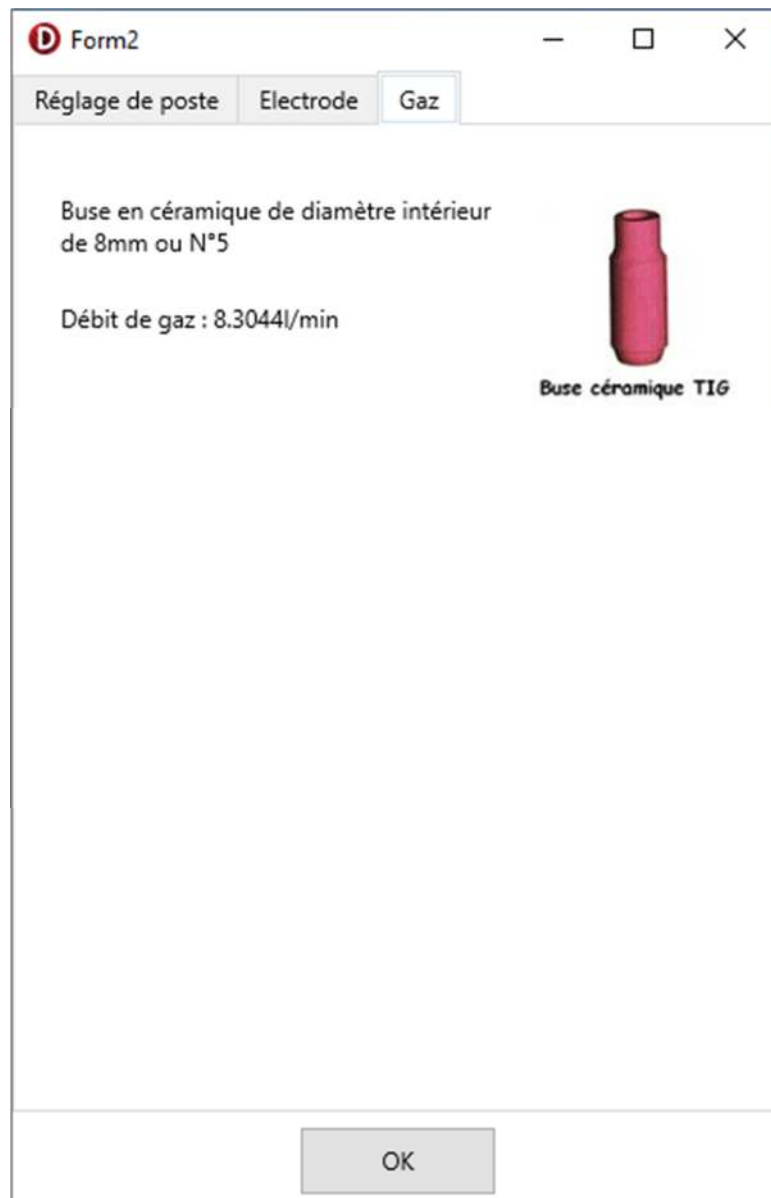 Form2
Réglage de poste Electrode Gaz
Buse en céramique de diamètre intérieur
de 8mm ou N°5
Débit de gaz : 8.3044l/min
Buse céramique TIG
OK